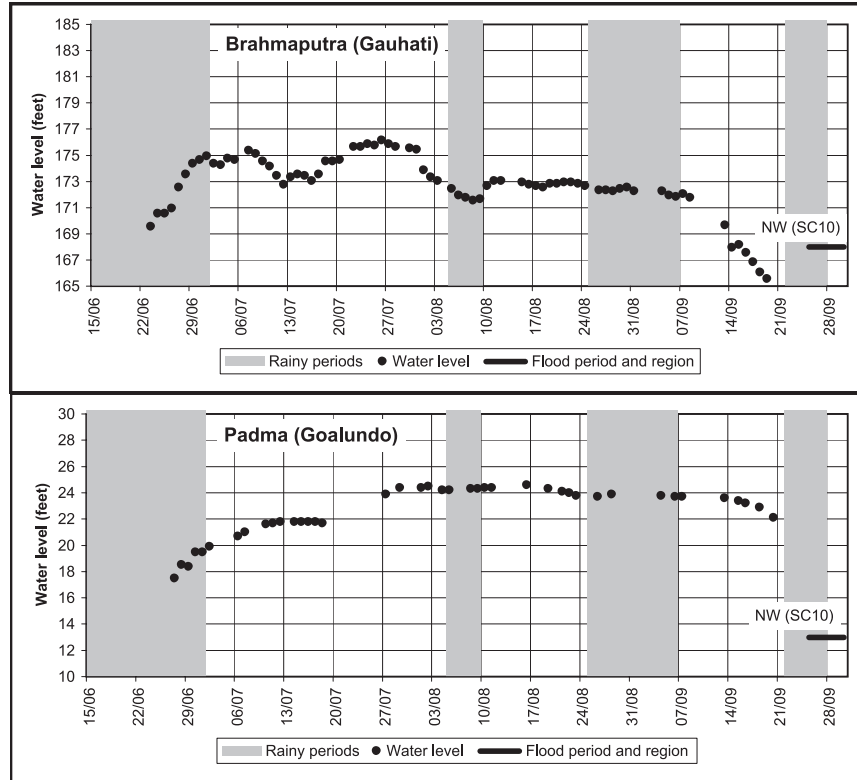 Brahmaputra (Gauhati)
Water level (feet)
185
183
181
179
177
175
173
171
169
167
165
NW (SC10)
15/06 22/06 29/06 06/07 13/07 20/07 27/07 03/08 10/08 17/08 24/08 31/08 07/09 14/09 21/09 28/09
Rainy periods Water level Flood period and region
Padma (Goalundo)
Water level (feet)
30
28
26
24
22
20
18
16
14
12
10
NW (SC10)
15/06 22/06 29/06 06/07 13/07 20/07 27/07 03/08 10/08 17/08 24/08 31/08 07/09 14/09 21/09 28/09
Rainy periods Water level Flood period and region